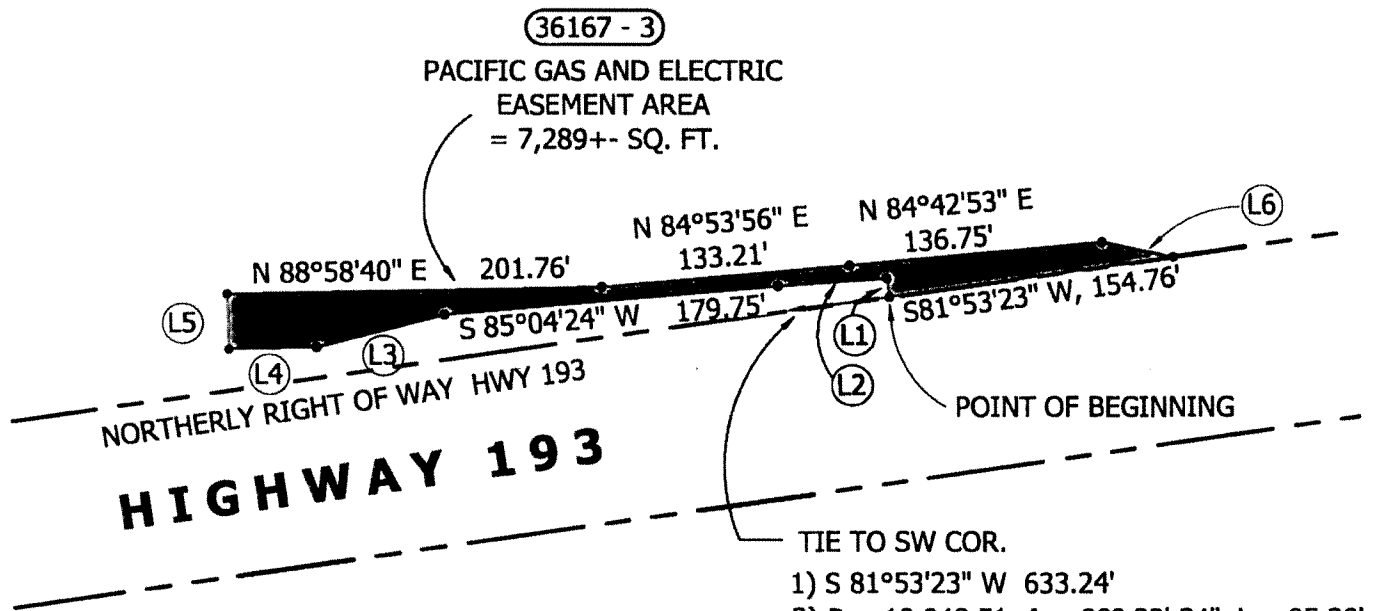 36167 - 3
PACIFIC GAS AND ELECTRIC
EASEMENT AREA
= 7,289+- SQ. FT.
N 88°58'40" E 201.76'
N 84°53'56" E
133.21'
N 84°42'53" E
136.75'
L6
L5
S 85°04'24" W 179.75'
S81°53'23" W, 154.76'
L4
L3
L1
L2
NORTHERLY RIGHT OF WAY HWY 193
POINT OF BEGINNING
HIGHWAY 193
TIE TO SW COR.
1) S 81°53'23" W 633.24'